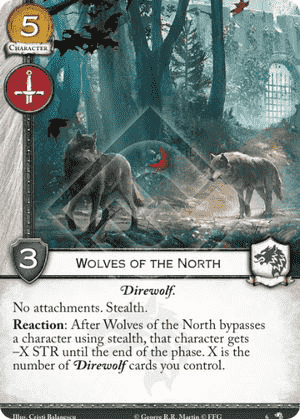 5
CHARACTER
3
WOLVES OF THE NORTH
Direwolf.
No attachments. Stealth.
Reaction: After Wolves of the North bypasses
a character using stealth, that character gets
–X STR until the end of the phase. X is the
number of Direwolf cards you control.
Illus. Cristi Balanescu
© George R.R. Martin © FFG